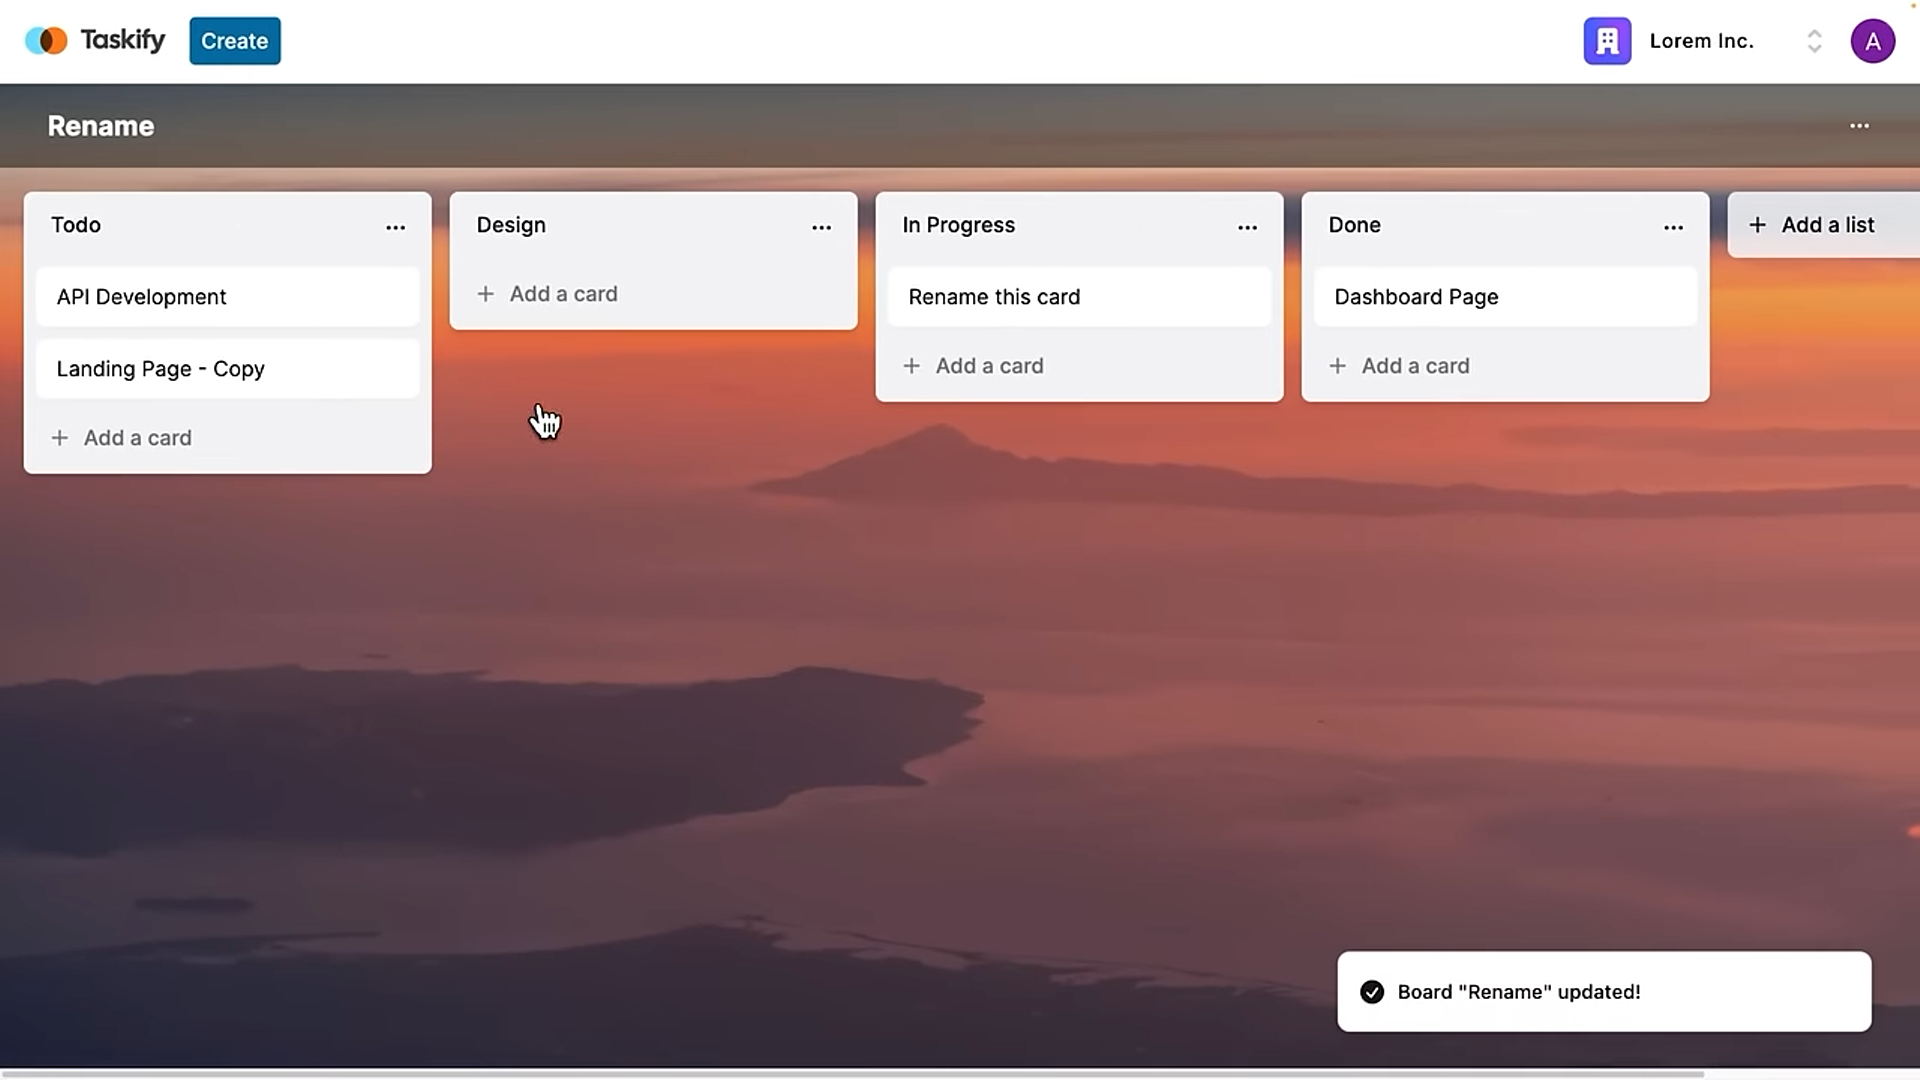 Taskify
Create
Lorem Inc.
A
Rename
Todo
API Development
Landing Page - Copy
+ Add a card
Design
+ Add a card
In Progress
Rename this card
+ Add a card
Done
Dashboard Page
+ Add a card
+ Add a list
Board "Rename" updated!